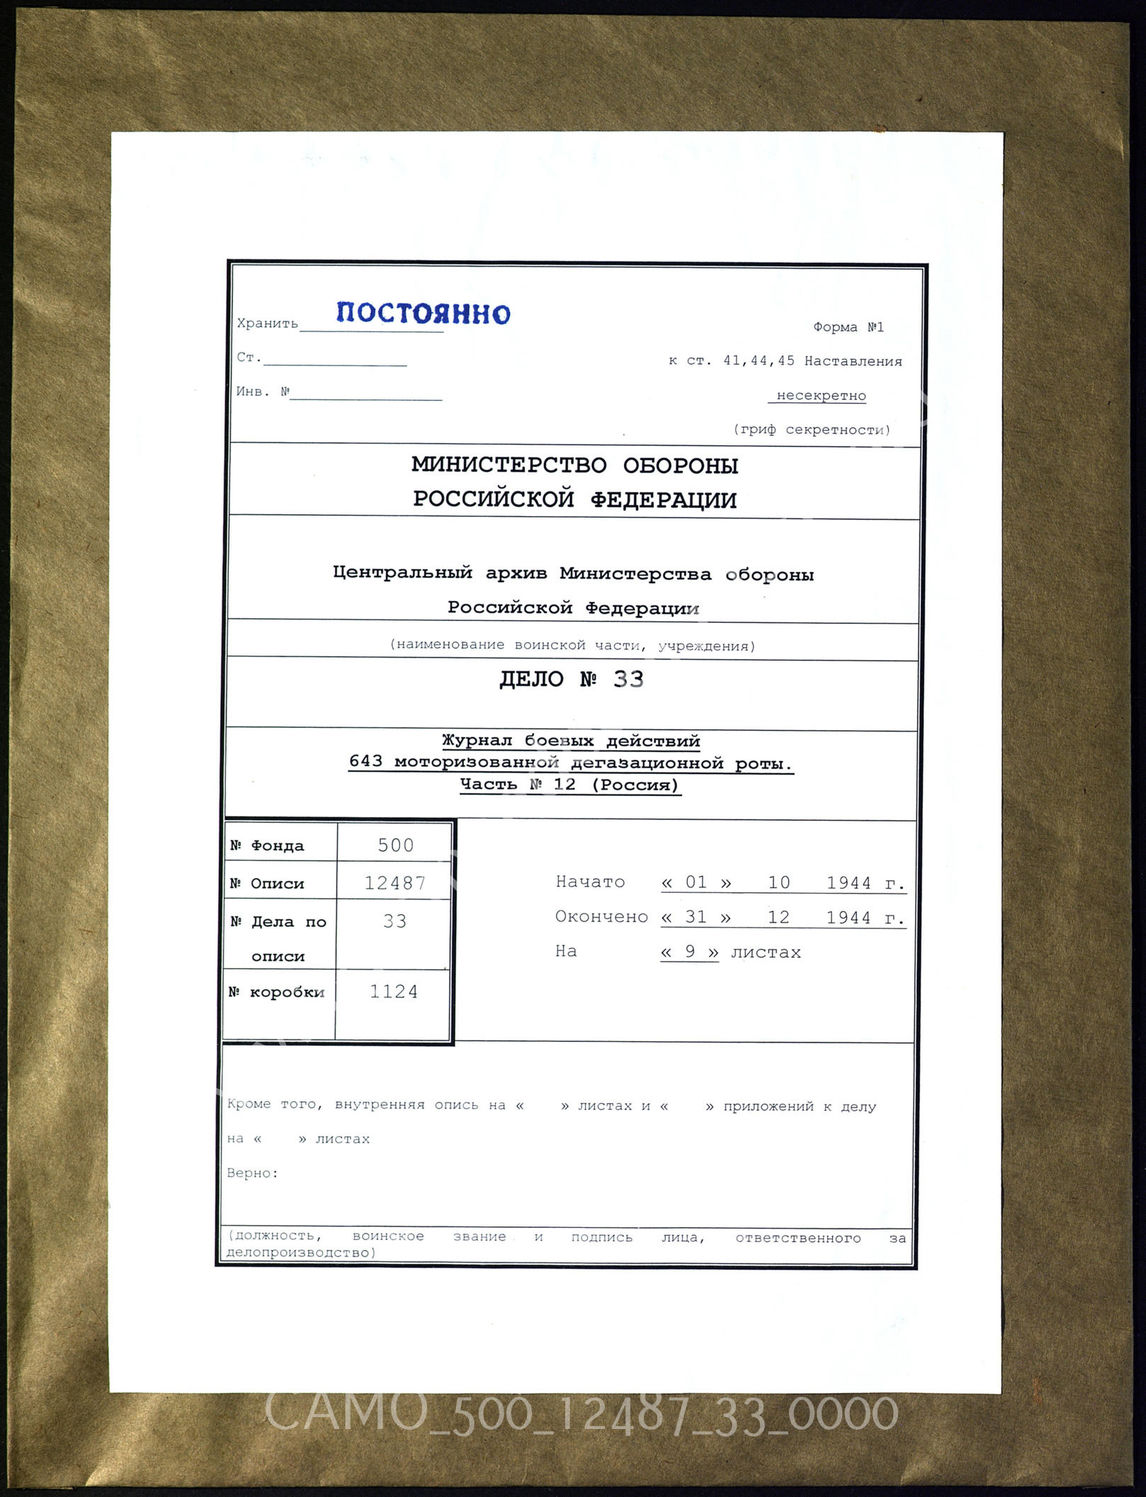 Хранить ПОСТОЯННО
Форма №1
Ст.
к ст. 41,44,45 Наставления
Инв. №
несекретно
(гриф секретности)
МИНИСТЕРСТВО ОБОРОНЫ
РОССИЙСКОЙ ФЕДЕРАЦИИ
Центральный архив Министерства обороны
Российской Федерации
(наименование воинской части, учреждения)
ДЕЛО № 33
Журнал боевых действий
643 моторизованной дегазационной роты.
Часть № 12 (Россия)
№ Фонда 500
№ Описи 12487
№ Дела по описи 33
№ коробки 1124
Начато « 01 » 10 1944 г.
Окончено « 31 » 12 1944 г.
На « 9 » листах
Кроме того, внутренняя опись на « » листах и « » приложений к делу
на « » листах
Верно:
(должность, воинское звание и подпись лица, ответственного за
делопроизводство)
CAMO_500_12487_33_0000